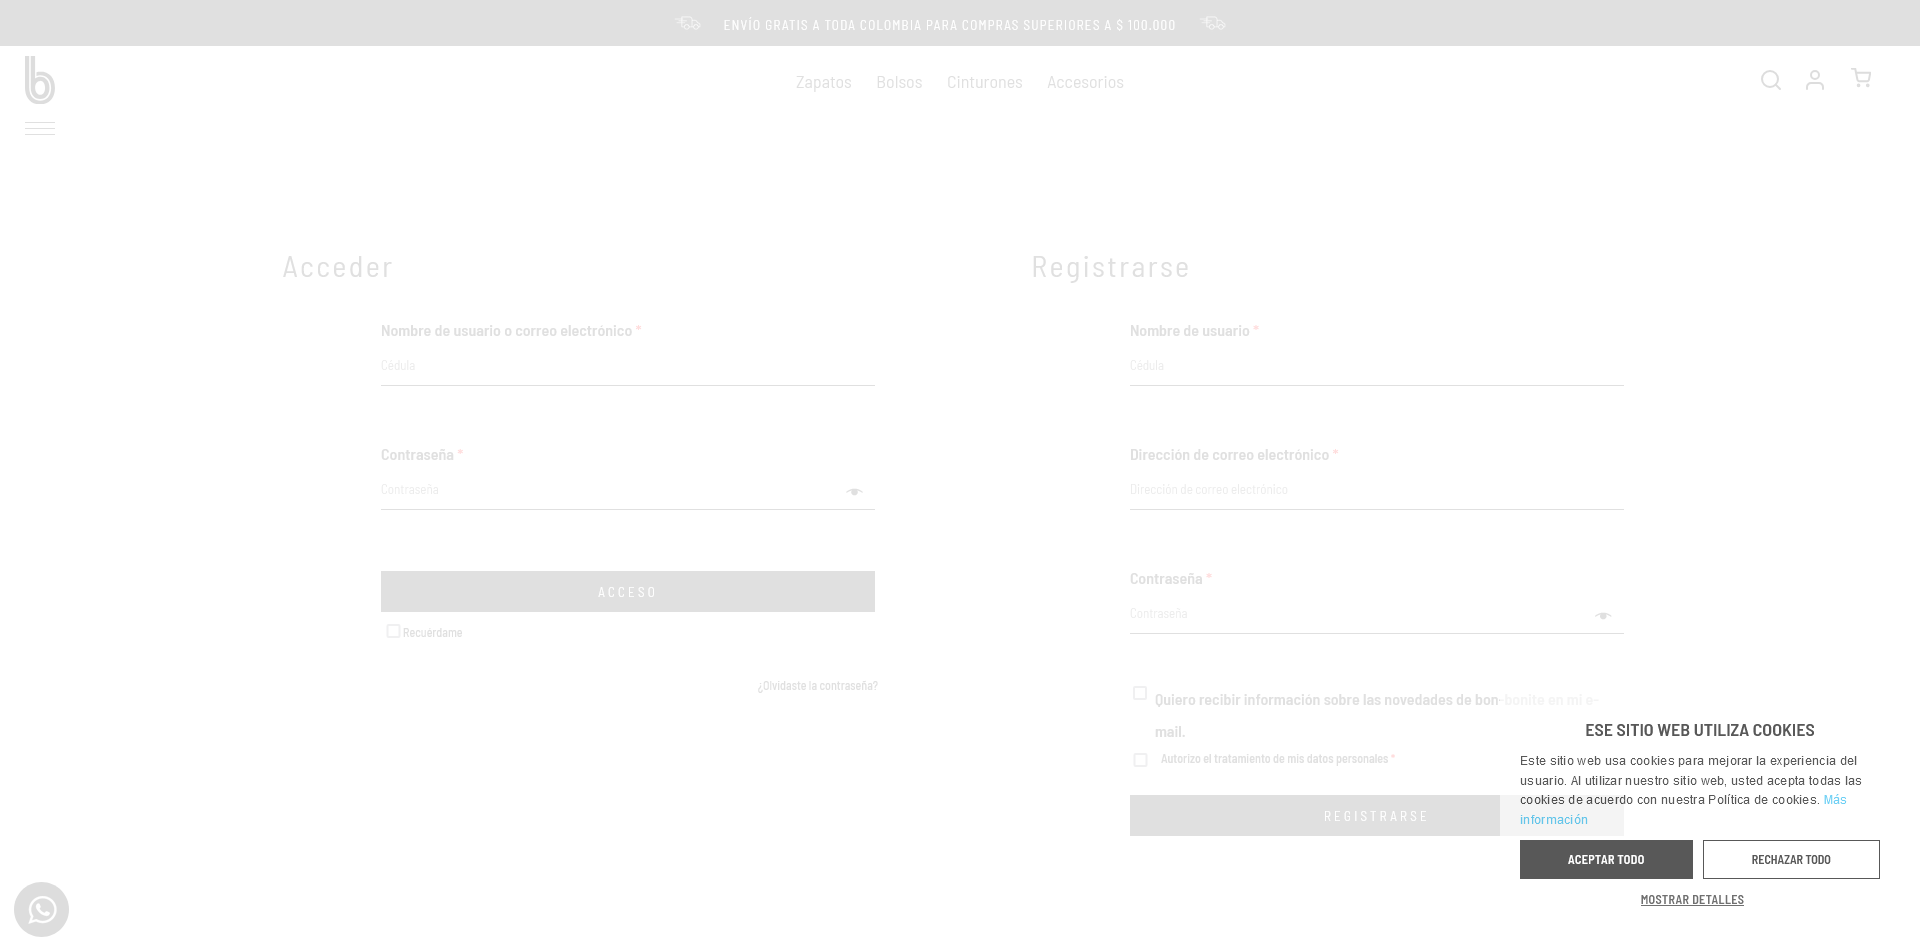 ENVÍO GRATIS A TODA COLOMBIA PARA COMPRAS SUPERIORES A $ 100.000
b
Zapatos Bolsos Cinturones Accesorios
Acceder
Nombre de usuario o correo electrónico *
Cédula
Contraseña *
Contraseña
ACCESO
Recuérdame
¿Olvidaste la contraseña?
Registrarse
Nombre de usuario *
Cédula
Dirección de correo electrónico *
Dirección de correo electrónico
Contraseña *
Contraseña
Quiero recibir información sobre las novedades de bon-bonite en mi e-
mail.
Autorizo el tratamiento de mis datos personales *
REGISTRARSE
ESE SITIO WEB UTILIZA COOKIES
Este sitio web usa cookies para mejorar la experiencia del
usuario. Al utilizar nuestro sitio web, usted acepta todas las
cookies de acuerdo con nuestra Política de cookies. Más
información
ACEPTAR TODO RECHAZAR TODO
MOSTRAR DETALLES